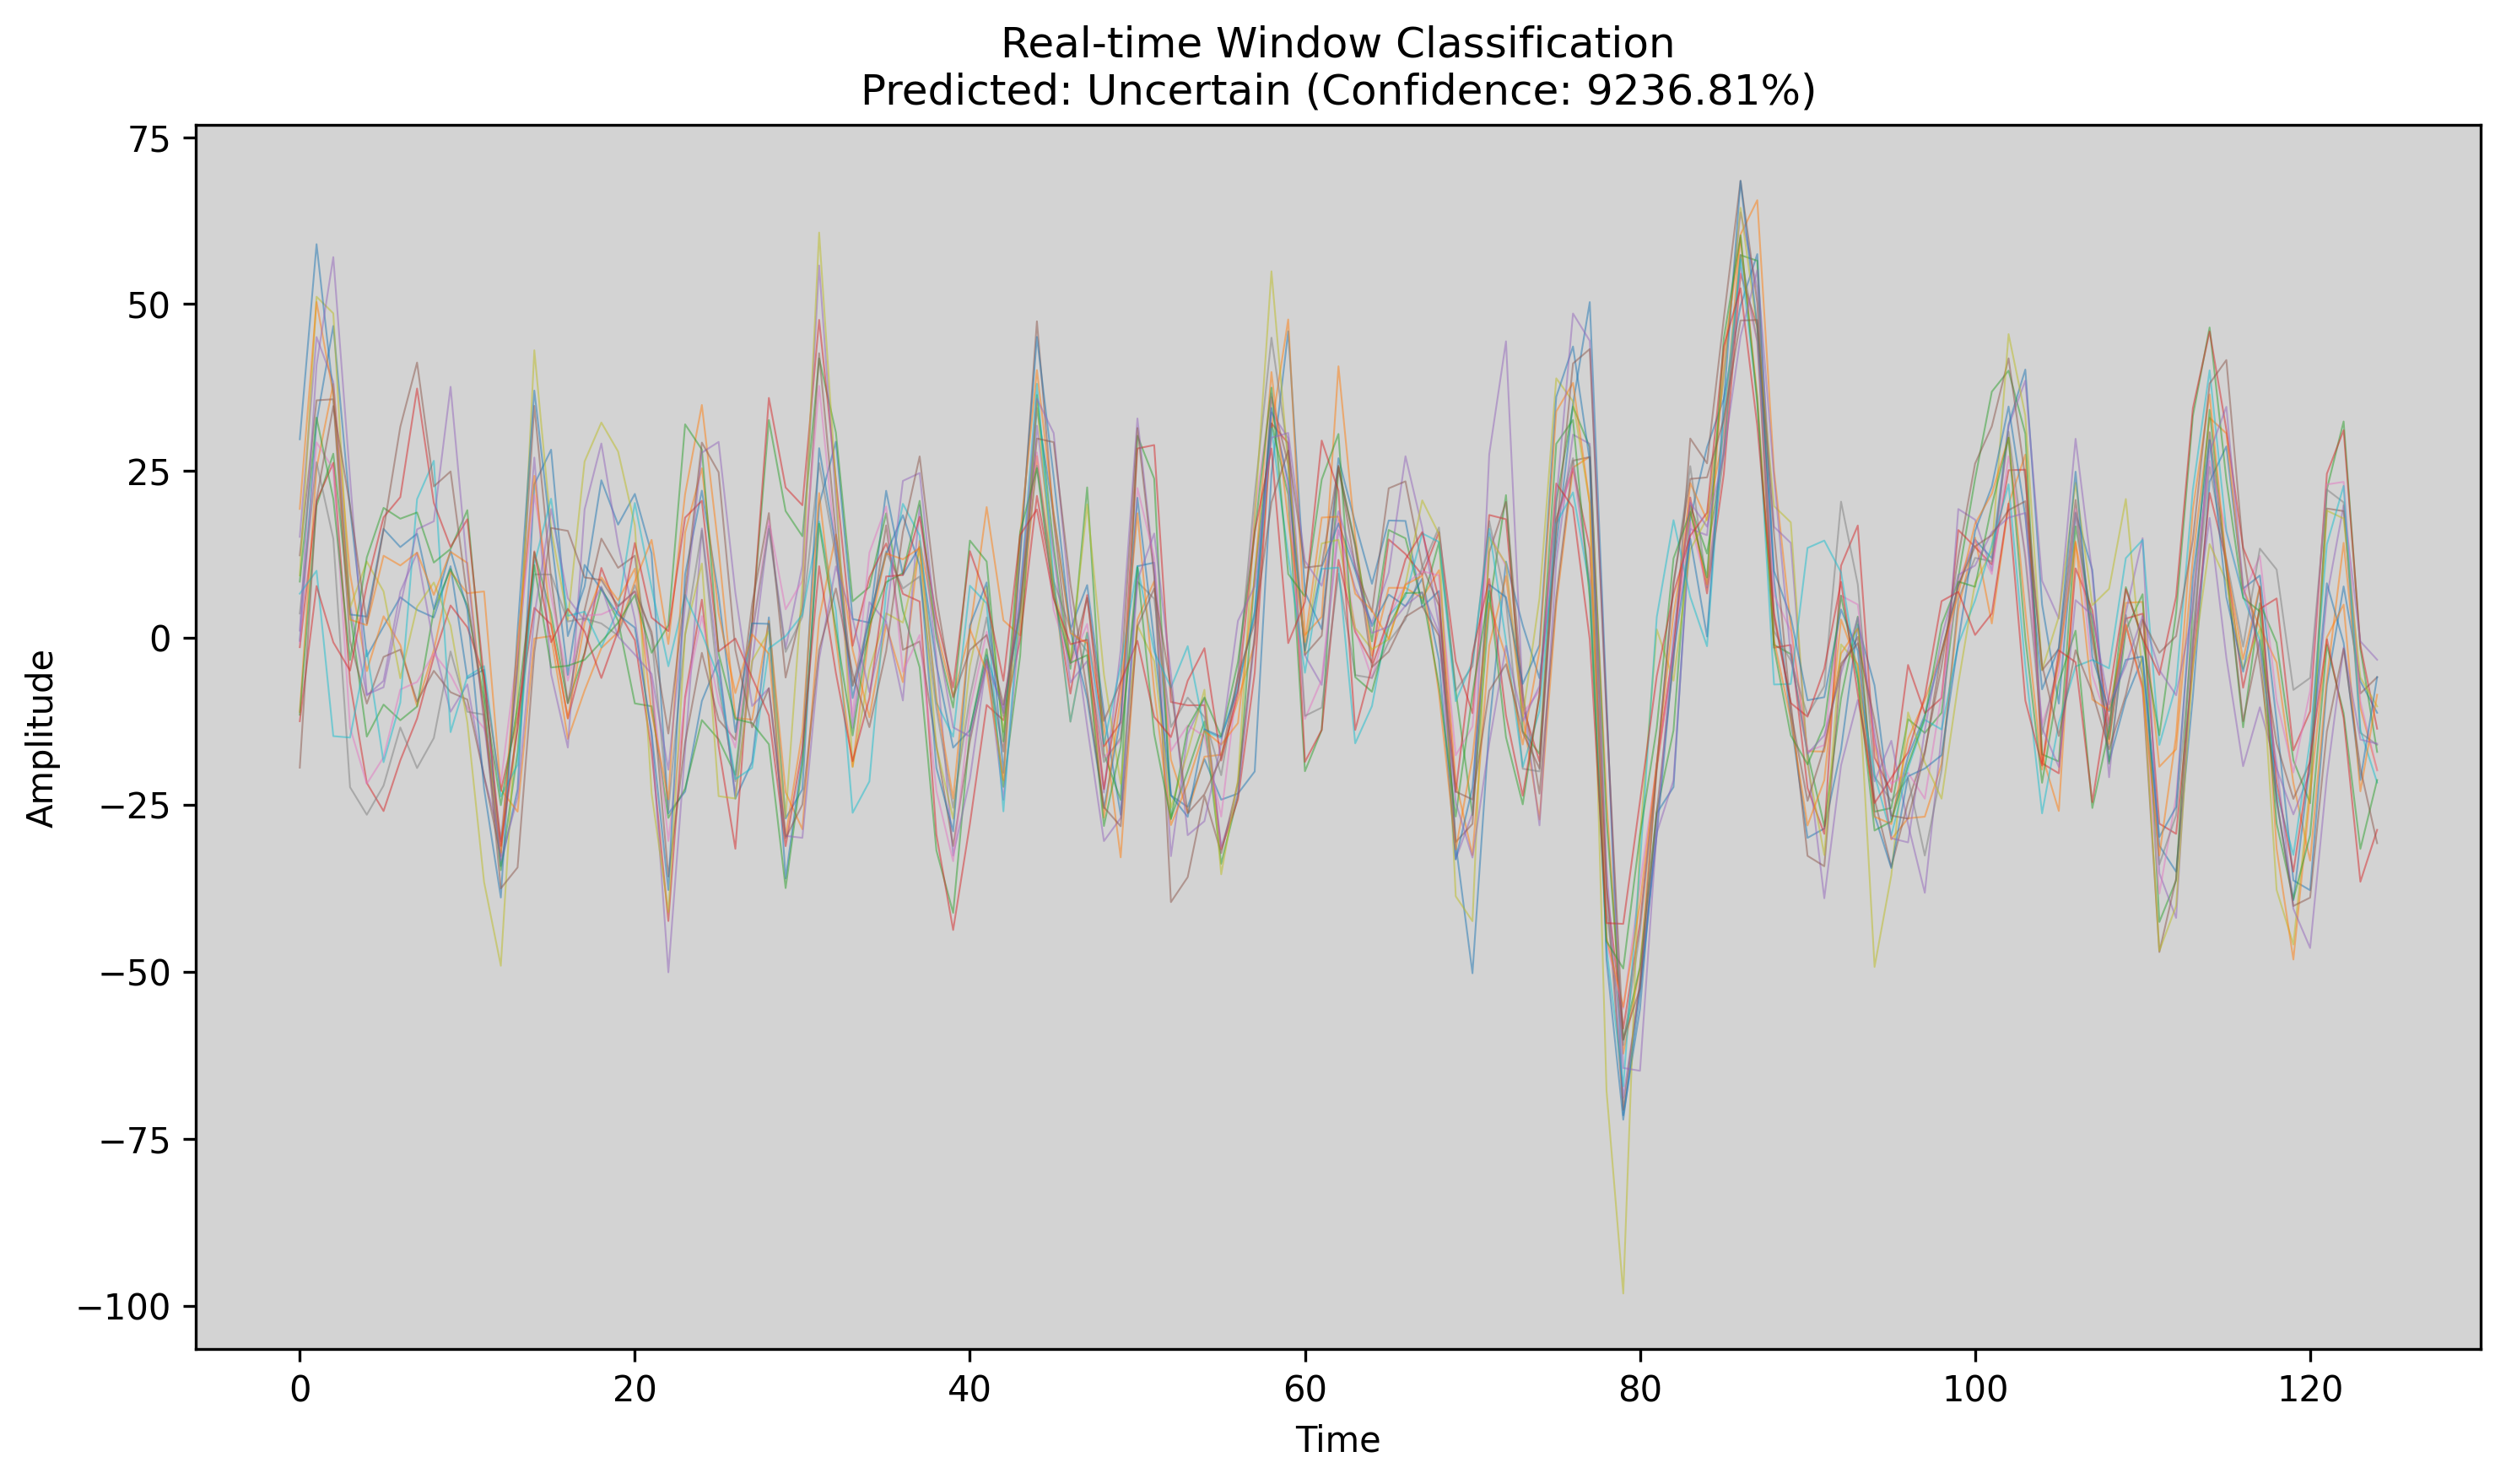 Real-time Window Classification
Predicted: Uncertain (Confidence: 9236.81%)
75
50
25
0
−25
−50
−75
−100
Amplitude
0 20 40 60 80 100 120
Time